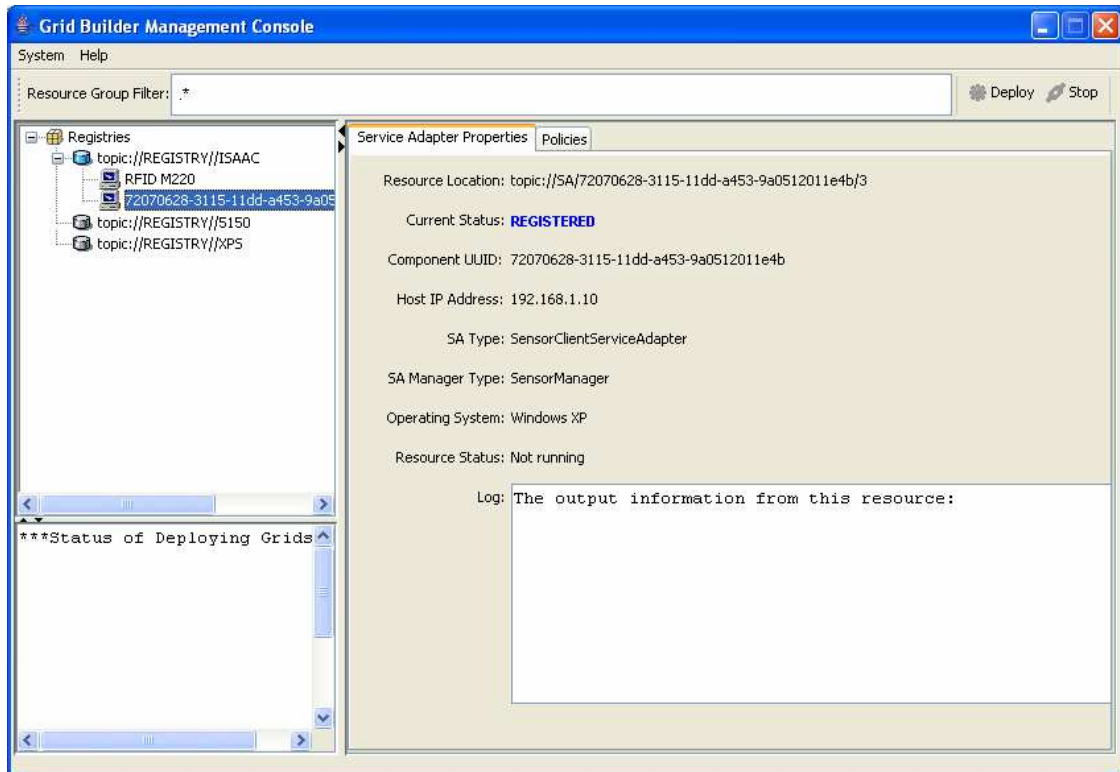 Grid Builder Management Console
System Help
Resource Group Filter: .*
Deploy Stop
Registries
topic://REGISTRY//ISAAC
RFID M220
72070628-3115-11dd-a453-9a05
topic://REGISTRY//5150
topic://REGISTRY//XPS
***Status of Deploying Grids
Service Adapter Properties Policies
Resource Location: topic://SA/72070628-3115-11dd-a453-9a0512011e4b/3
Current Status: REGISTERED
Component UUID: 72070628-3115-11dd-a453-9a0512011e4b
Host IP Address: 192.168.1.10
SA Type: SensorClientServiceAdapter
SA Manager Type: SensorManager
Operating System: Windows XP
Resource Status: Not running
Log: The output information from this resource: